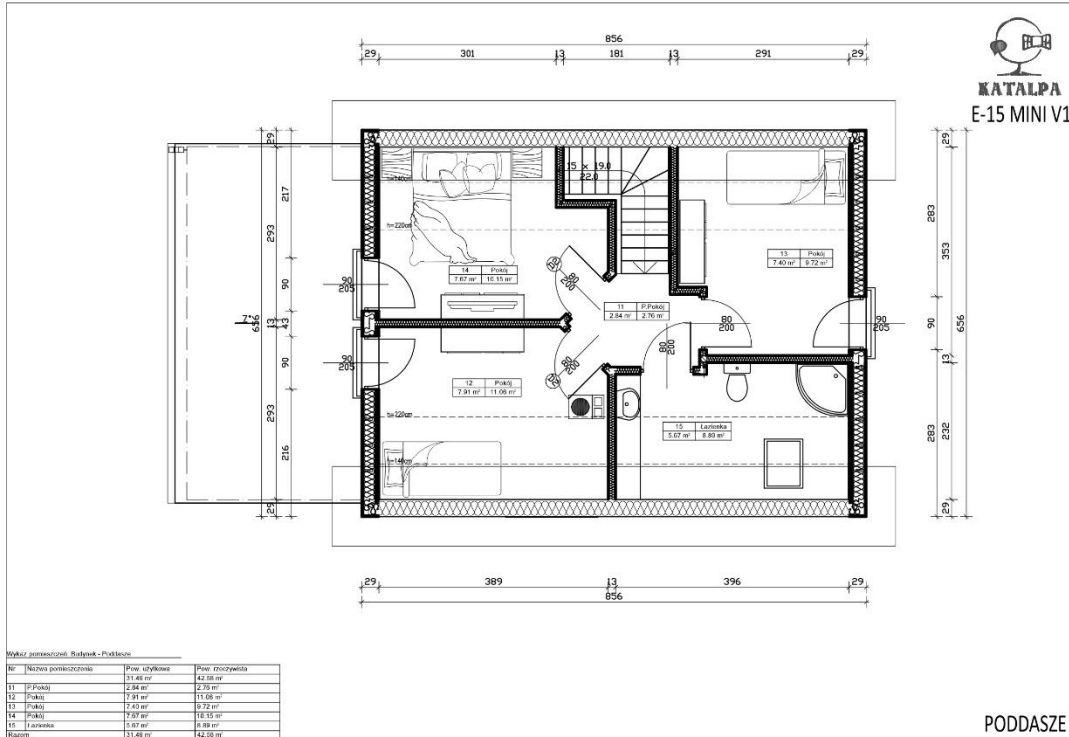 856
29 301 13 181 13 291 29
KATALPA
E-15 MINI V1
15 x 19.0
22.0
h=140cm
h=220cm
14 Pokój
7.67 m² 10.15 m²
13 Pokój
7.40 m² 9.72 m²
11 P.Pokój
2.84 m² 2.76 m²
12 Pokój
7.91 m² 11.06 m²
15 Łazienka
5.67 m² 8.89 m²
h=220cm
h=140cm
90
205
90
205
80
200
80
200
80
200
80
200
90
205
29 217 90 43 90 216 29
29 293 13 293 29
656
283 90 283
29 353 13 232 29
656
29 389 13 396 29
856
Wykaz pomieszczeń: Budynek - Poddasze
Nr Nazwa pomieszczenia Pow. użytkowa Pow. rzeczywista
31.49 m² 42.58 m²
11 P.Pokój 2.84 m² 2.76 m²
12 Pokój 7.91 m² 11.06 m²
13 Pokój 7.40 m² 9.72 m²
14 Pokój 7.67 m² 10.15 m²
15 Łazienka 5.67 m² 8.89 m²
Razem 31.49 m² 42.58 m²
PODDASZE